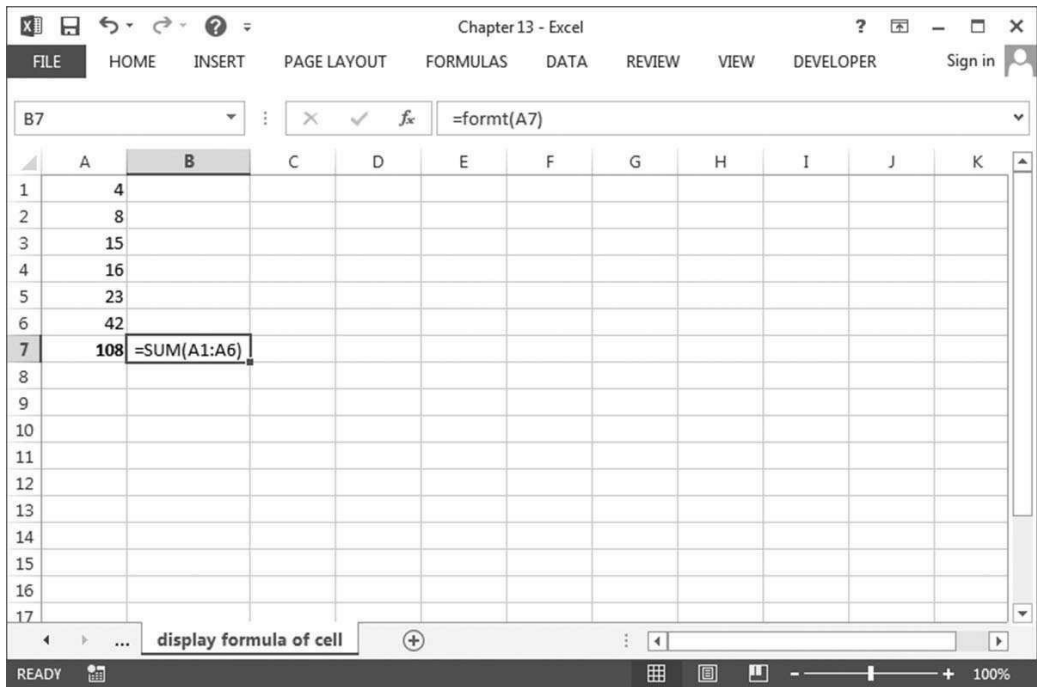 Chapter 13 - Excel ?
FILE HOME INSERT PAGE LAYOUT FORMULAS DATA REVIEW VIEW DEVELOPER Sign in
B7 fx =formt(A7)
A B C D E F G H I J K
1 4
2 8
3 15
4 16
5 23
6 42
7 108 =SUM(A1:A6)
8
9
10
11
12
13
14
15
16
17
... display formula of cell
READY 100%